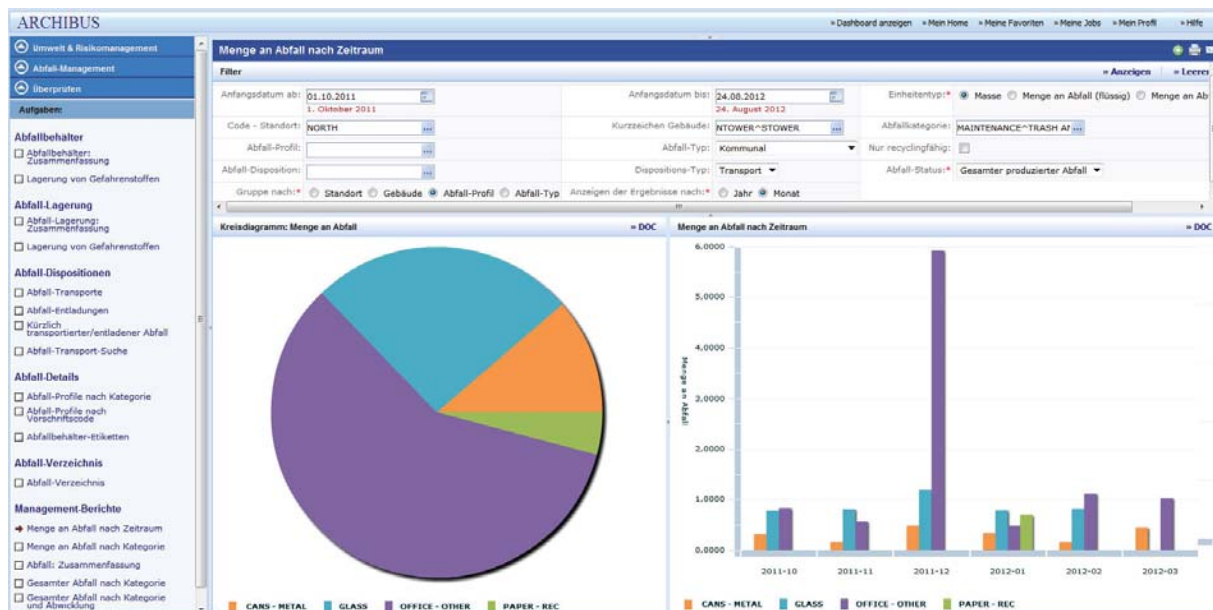 ARCHIBUS
» Dashboard anzeigen » Mein Home » Meine Favoriten » Meine Jobs » Mein Profil » Hilfe
Umwelt & Risikomanagement
Abfall-Management
Überprüfen
Aufgaben:
Abfallbehälter
Abfallbehälter:
Zusammenfassung
Lagerung von Gefahrenstoffen
Abfall-Lagerung
Abfall-Lagerung:
Zusammenfassung
Lagerung von Gefahrenstoffen
Abfall-Dispositionen
Abfall-Transporte
Abfall-Entladungen
Kürzlich
transportierter/entladener Abfall
Abfall-Transport-Suche
Abfall-Details
Abfall-Profile nach Kategorie
Abfall-Profile nach
Vorschriftscode
Abfallbehälter-Etiketten
Abfall-Verzeichnis
Abfall-Verzeichnis
Management-Berichte
Menge an Abfall nach Zeitraum
Menge an Abfall nach Kategorie
Abfall: Zusammenfassung
Gesamter Abfall nach Kategorie
Gesamter Abfall nach Kategorie
und Abwicklung
Menge an Abfall nach Zeitraum
Filter » Anzeigen » Leeren
Anfangsdatum ab: 01.10.2011 Anfangsdatum bis: 24.08.2012 Einheitentyp:* Masse Menge an Abfall (flüssig) Menge an Ab
1. Oktober 2011 24. August 2012
Code - Standort: NORTH Kurzzeichen Gebäude: NTOWER^STOWER Abfallkategorie: MAINTENANCE^TRASH AN
Abfall-Profil: Abfall-Typ: Kommunal Nur recyclingfähig:
Abfall-Disposition: Dispositions-Typ: Transport Abfall-Status:* Gesamter produzierter Abfall
Gruppe nach:* Standort Gebäude Abfall-Profil Abfall-Typ Anzeigen der Ergebnisse nach:* Jahr Monat
Kreisdiagramm: Menge an Abfall » DOC
CANS - METAL GLASS OFFICE - OTHER PAPER - REC
Menge an Abfall nach Zeitraum » DOC
Menge an Abfall
6,0000
5,0000
4,0000
3,0000
2,0000
1,0000
0,0000
2011-10 2011-11 2011-12 2012-01 2012-02 2012-03
CANS - METAL GLASS OFFICE - OTHER PAPER - REC